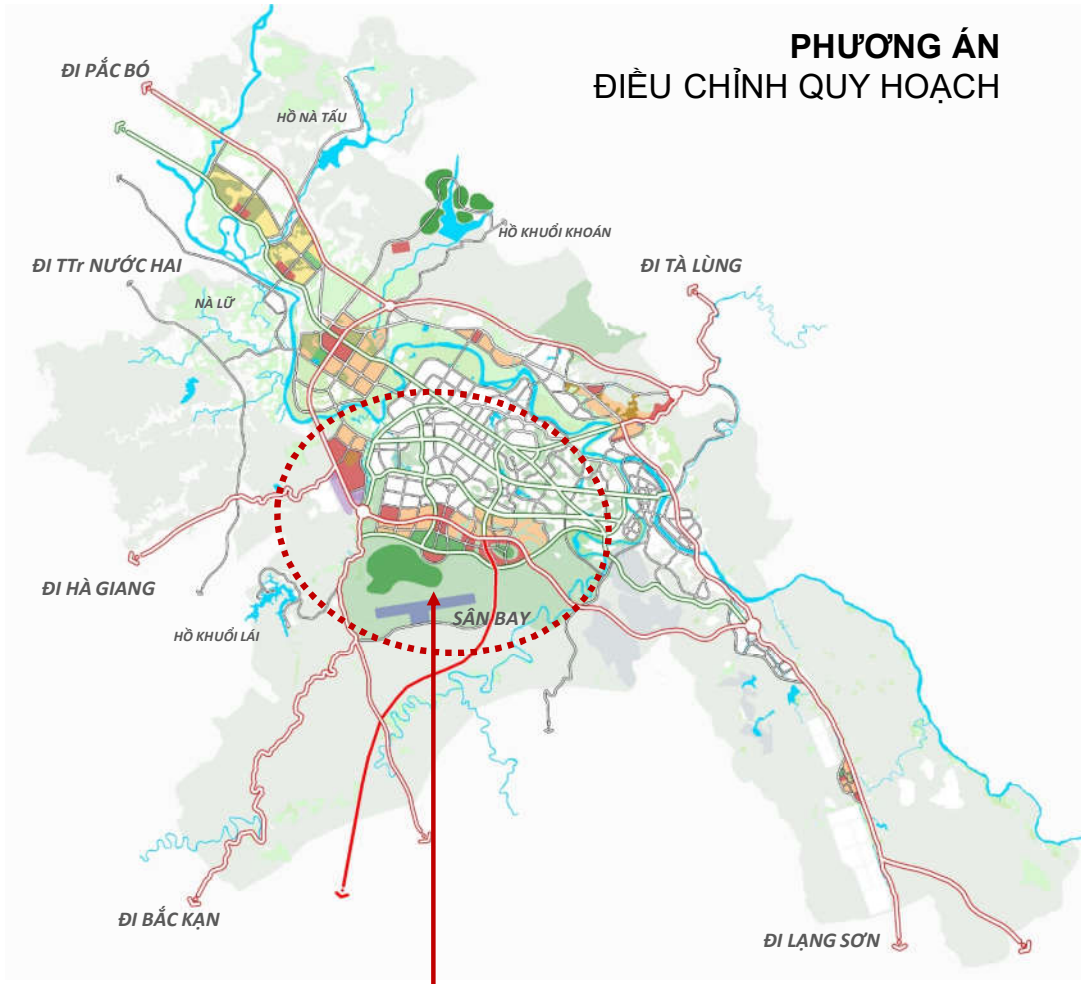 PHƯƠNG ÁN
ĐIỀU CHỈNH QUY HOẠCH
ĐI PẮC BÓ
HỒ NÀ TẤU
HỒ KHUỔI KHOÁN
ĐI TTr NƯỚC HAI
ĐI TÀ LÙNG
NÀ LỮ
ĐI HÀ GIANG
SÂN BAY
HỒ KHUỔI LÁI
ĐI BẮC KẠN
ĐI LẠNG SƠN